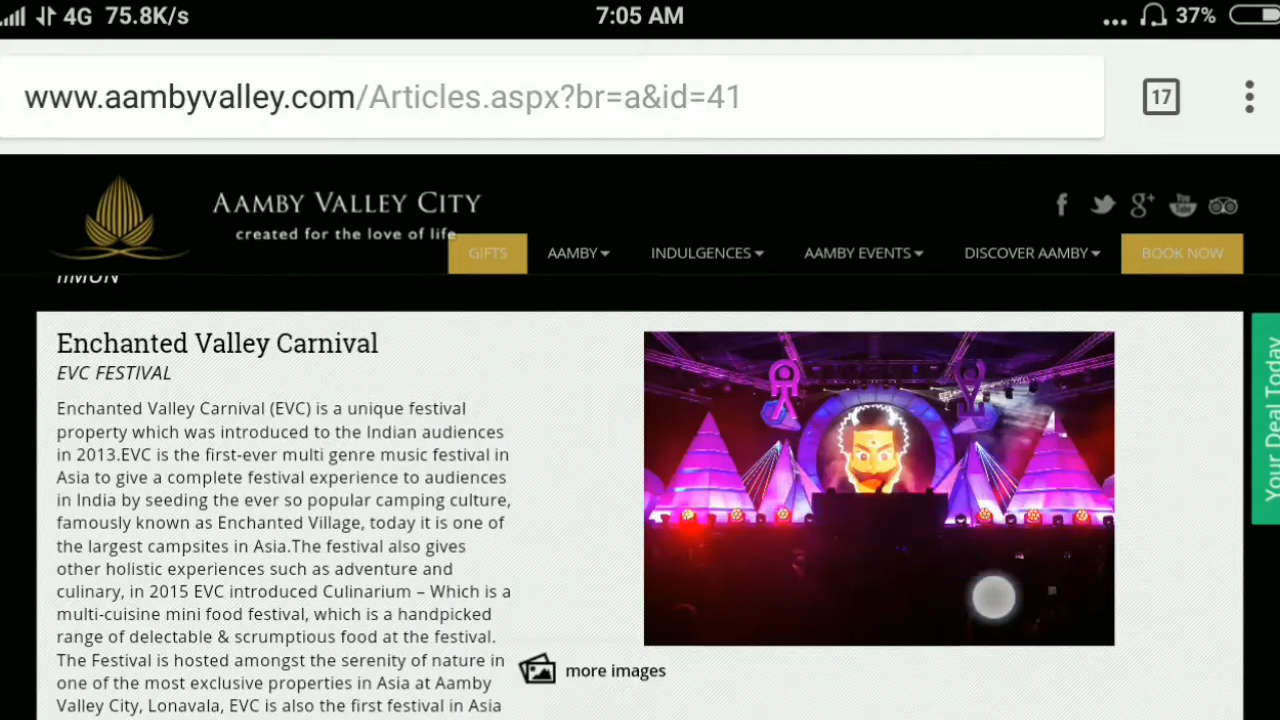 4G 75.8K/s 7:05 AM ... 37%
www.aambyvalley.com/Articles.aspx?br=a&id=41 17
AAMBY VALLEY CITY
created for the love of life
GIFTS AAMBY INDULGENCES AAMBY EVENTS DISCOVER AAMBY BOOK NOW
IIMUN
Enchanted Valley Carnival
EVC FESTIVAL
Enchanted Valley Carnival (EVC) is a unique festival
property which was introduced to the Indian audiences
in 2013.EVC is the first-ever multi genre music festival in
Asia to give a complete festival experience to audiences
in India by seeding the ever so popular camping culture,
famously known as Enchanted Village, today it is one of
the largest campsites in Asia.The festival also gives
other holistic experiences such as adventure and
culinary, in 2015 EVC introduced Culinarium – Which is a
multi-cuisine mini food festival, which is a handpicked
range of delectable & scrumptious food at the festival.
The Festival is hosted amongst the serenity of nature in
one of the most exclusive properties in Asia at Aamby
Valley City, Lonavala, EVC is also the first festival in Asia
more images
Your Deal Today